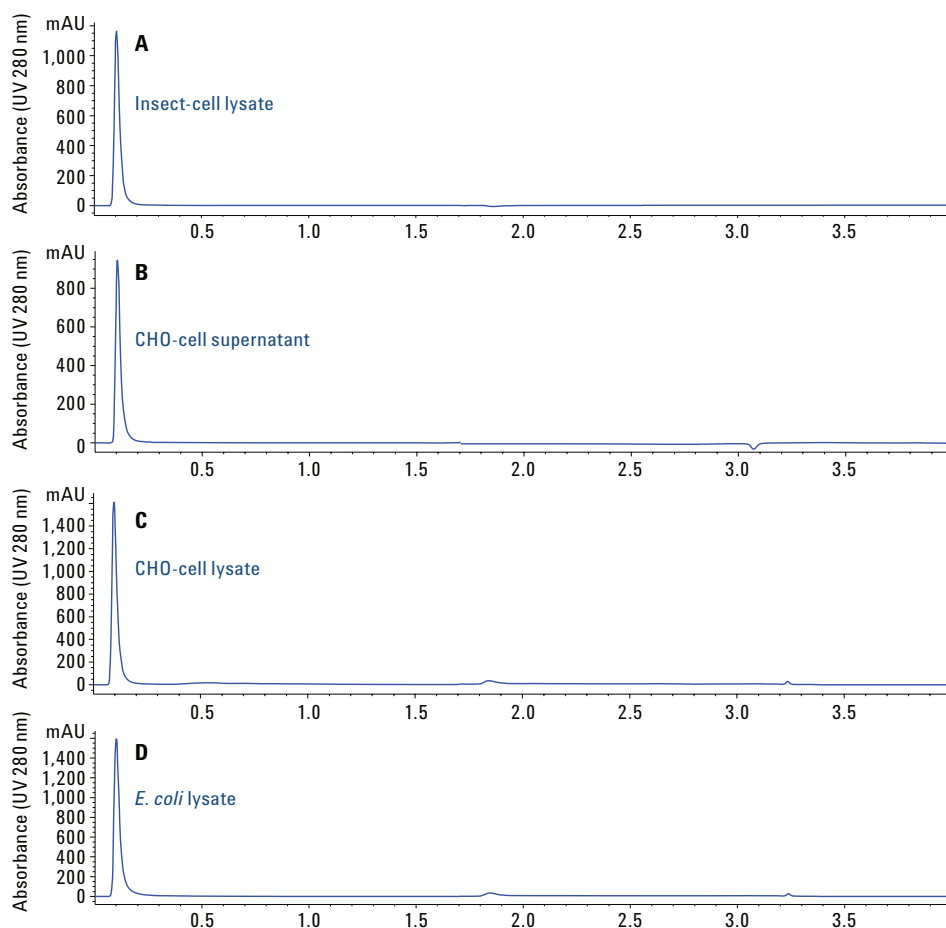 mAU
A
1,000
Insect-cell lysate
800
600
400
200
0
Absorbance (UV 280 nm)
0.5 1.0 1.5 2.0 2.5 3.0 3.5
mAU
B
800
CHO-cell supernatant
600
400
200
0
Absorbance (UV 280 nm)
0.5 1.0 1.5 2.0 2.5 3.0 3.5
mAU
C
1,400
1,200
CHO-cell lysate
1,000
800
600
400
200
0
Absorbance (UV 280 nm)
0.5 1.0 1.5 2.0 2.5 3.0 3.5
mAU
D
1,400
1,200
E. coli lysate
1,000
800
600
400
200
0
Absorbance (UV 280 nm)
0.5 1.0 1.5 2.0 2.5 3.0 3.5